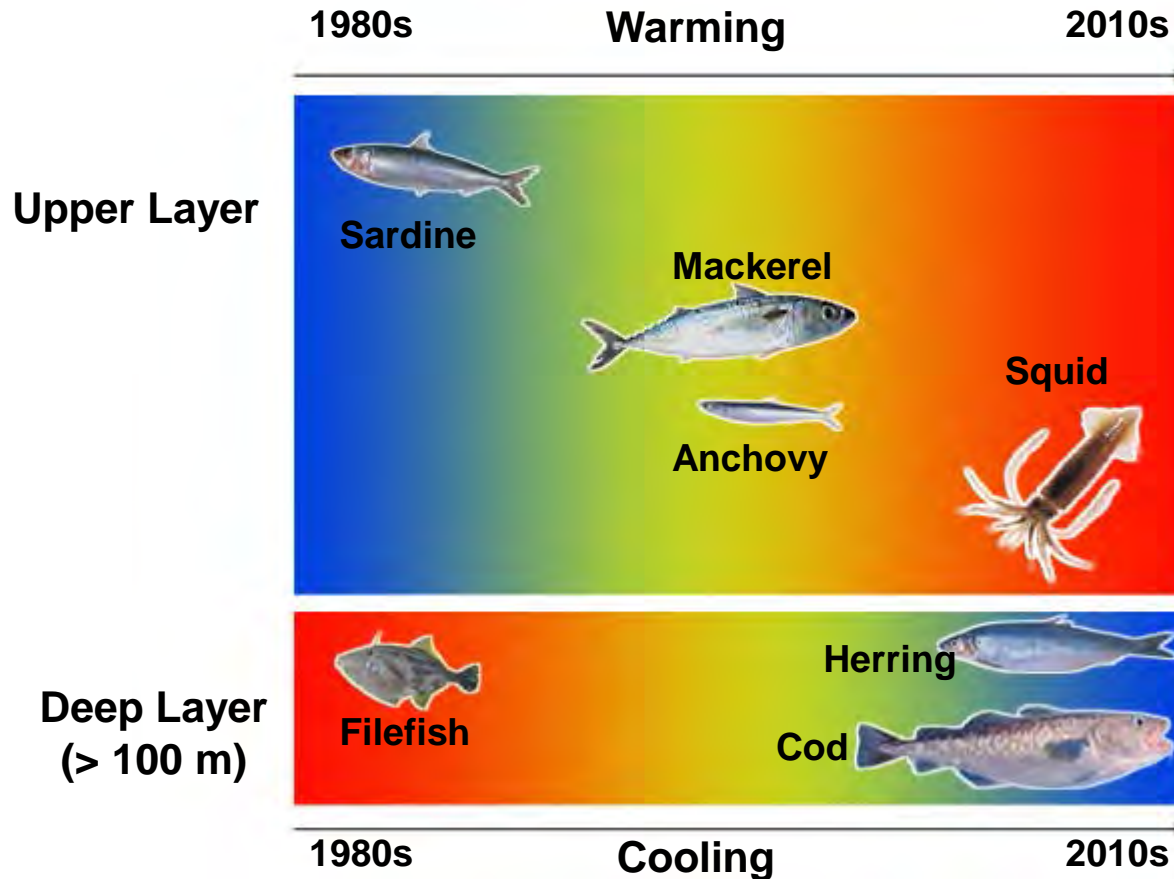 1980s Warming 2010s
Upper Layer
Sardine
Mackerel
Squid
Anchovy
Herring
Deep Layer
(> 100 m)
Filefish
Cod
1980s Cooling 2010s